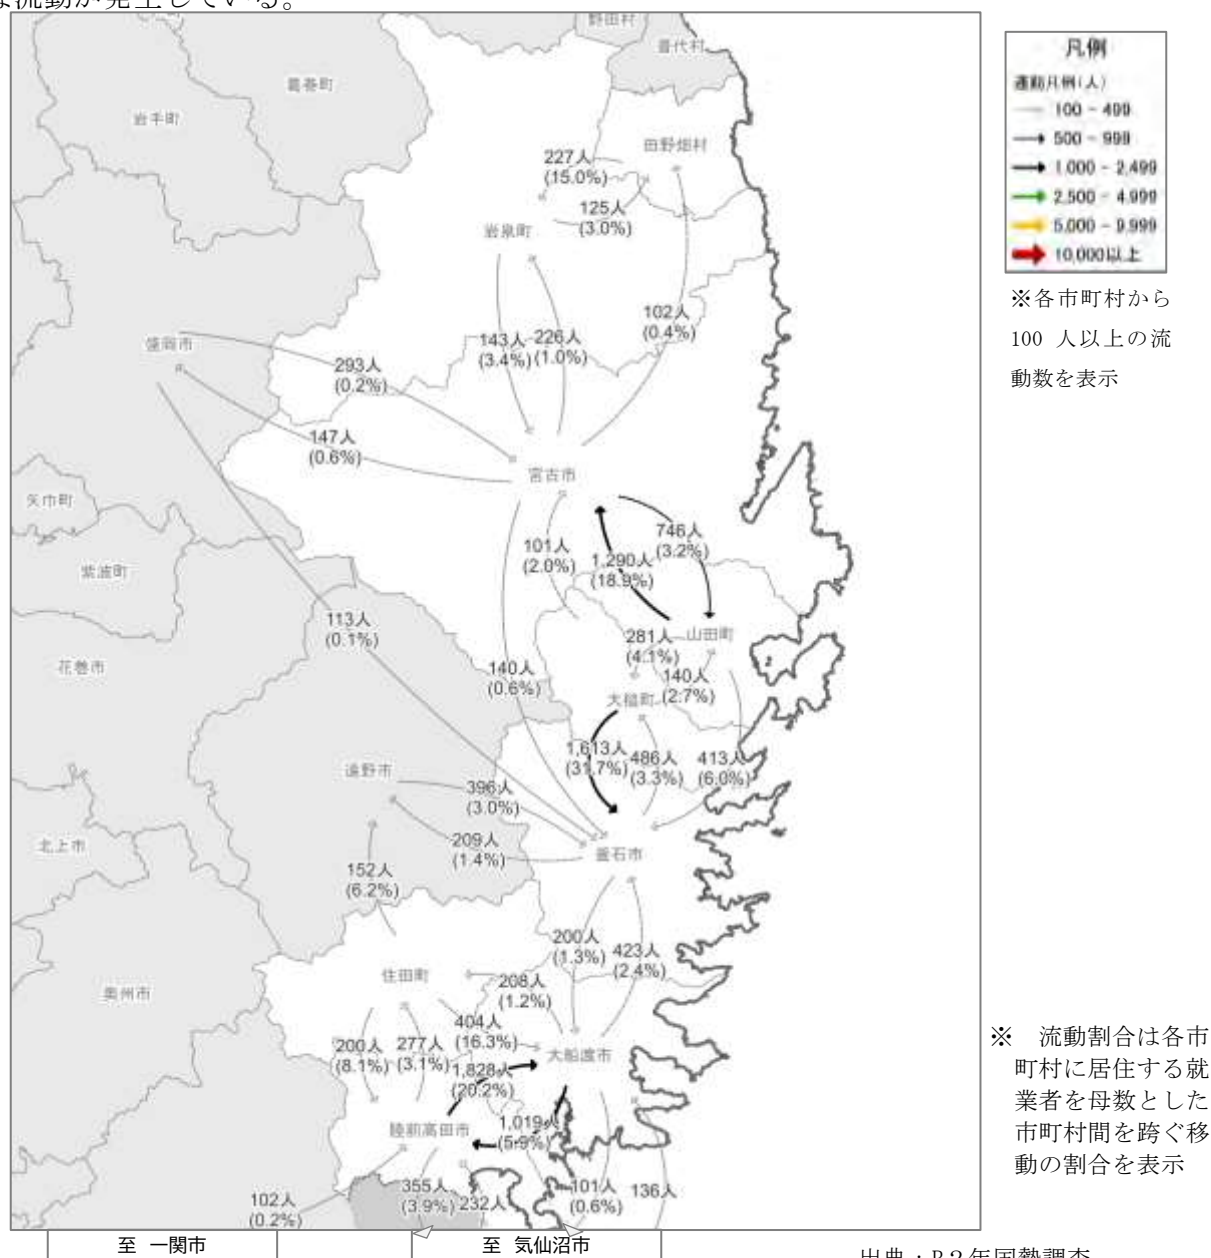 は流動が発生している。
野田村
普代村
葛巻町
岩手町
田野畑村
227人
(15.0%)
125人
(3.0%)
岩泉町
102人
(0.4%)
143人
(3.4%)
226人
(1.0%)
盛岡市
293人
(0.2%)
147人
(0.6%)
宮古市
矢巾町
746人
(3.2%)
101人
(2.0%)
1,290人
(18.9%)
紫波町
113人
(0.1%)
281人
(4.1%)
山田町
花巻市
140人
(0.6%)
140人
(2.7%)
大槌町
1,613人
(31.7%)
486人
(3.3%)
413人
(6.0%)
遠野市
396人
(3.0%)
209人
(1.4%)
北上市
釜石市
152人
(6.2%)
200人
(1.3%)
423人
(2.4%)
住田町
208人
(1.2%)
奥州市
404人
(16.3%)
200人
(8.1%)
277人
(3.1%)
大船渡市
1,828人
(20.2%)
1,019人
(5.9%)
陸前高田市
355人
(3.9%)
232人
101人
(0.6%)
136人
102人
(0.2%)
至 一関市
至 気仙沼市
凡例
通勤凡例(人)
100 - 499
500 - 999
1,000 - 2,499
2,500 - 4,999
5,000 - 9,999
10,000以上
※各市町村から
100 人以上の流
動数を表示
※ 流動割合は各市
町村に居住する就
業者を母数とした
市町村間を跨ぐ移
動の割合を表示
出典：R2年国勢調査